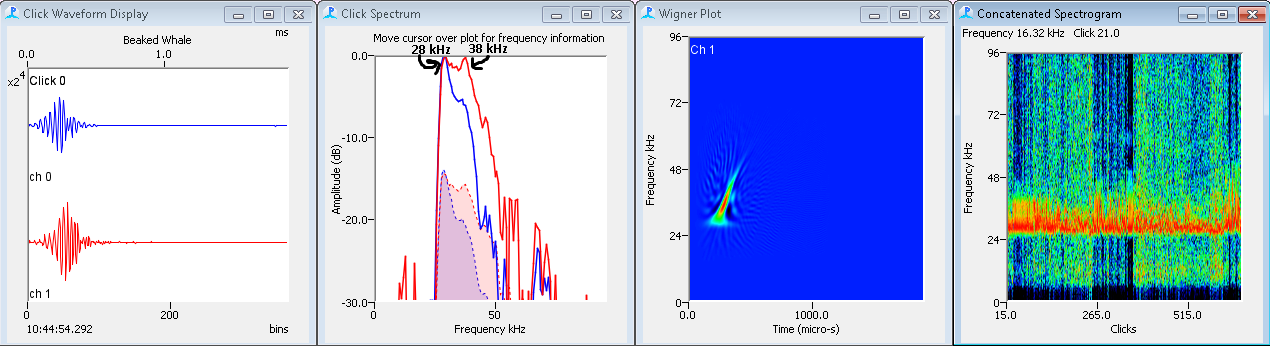 Click Waveform Display
Beaked Whale
ms
0.0
1.0
x2^4
Click 0
ch 0
ch 1
0
200
10:44:54.292
bins
Click Spectrum
Move cursor over plot for frequency information
28 kHz
38 kHz
0.0
-10.0
-20.0
-30.0
Amplitude (dB)
0
50
Frequency kHz
Wigner Plot
Ch 1
96
72
48
24
0
Frequency kHz
0.0
1000.0
Time (micro-s)
Concatenated Spectrogram
Frequency 16.32 kHz Click 21.0
96
72
48
24
0
Frequency kHz
15.0
265.0
515.0
Clicks